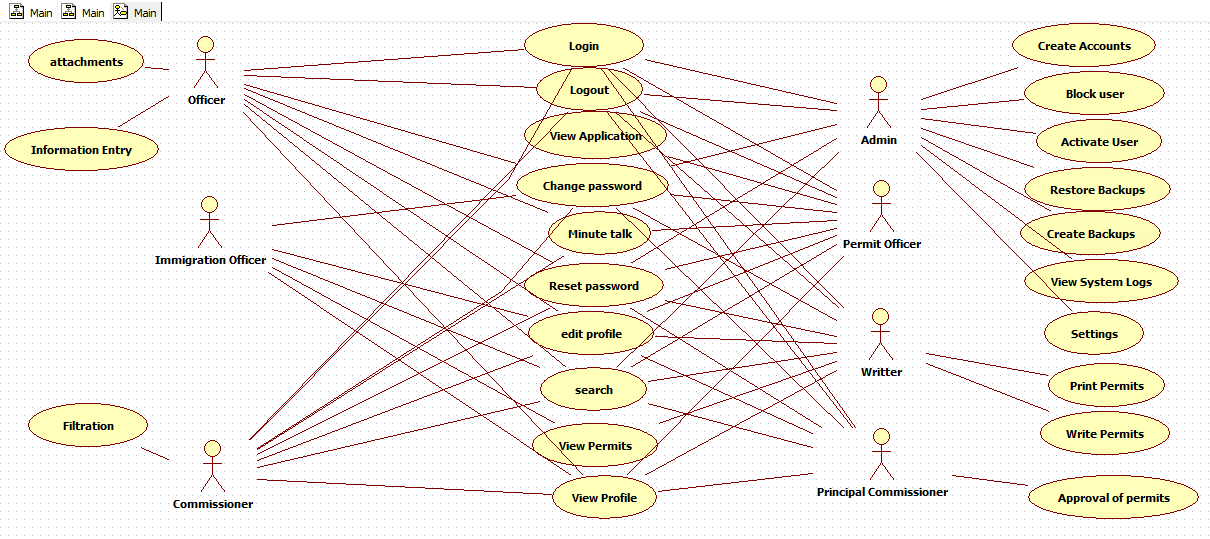 Main Main Main
attachments
Officer
Information Entry
Immigration Officer
Filtration
Commissioner
Login
Logout
View Application
Change password
Minute talk
Reset password
edit profile
search
View Permits
View Profile
Admin
Permit Officer
Writter
Principal Commissioner
Create Accounts
Block user
Activate User
Restore Backups
Create Backups
View System Logs
Settings
Print Permits
Write Permits
Approval of permits